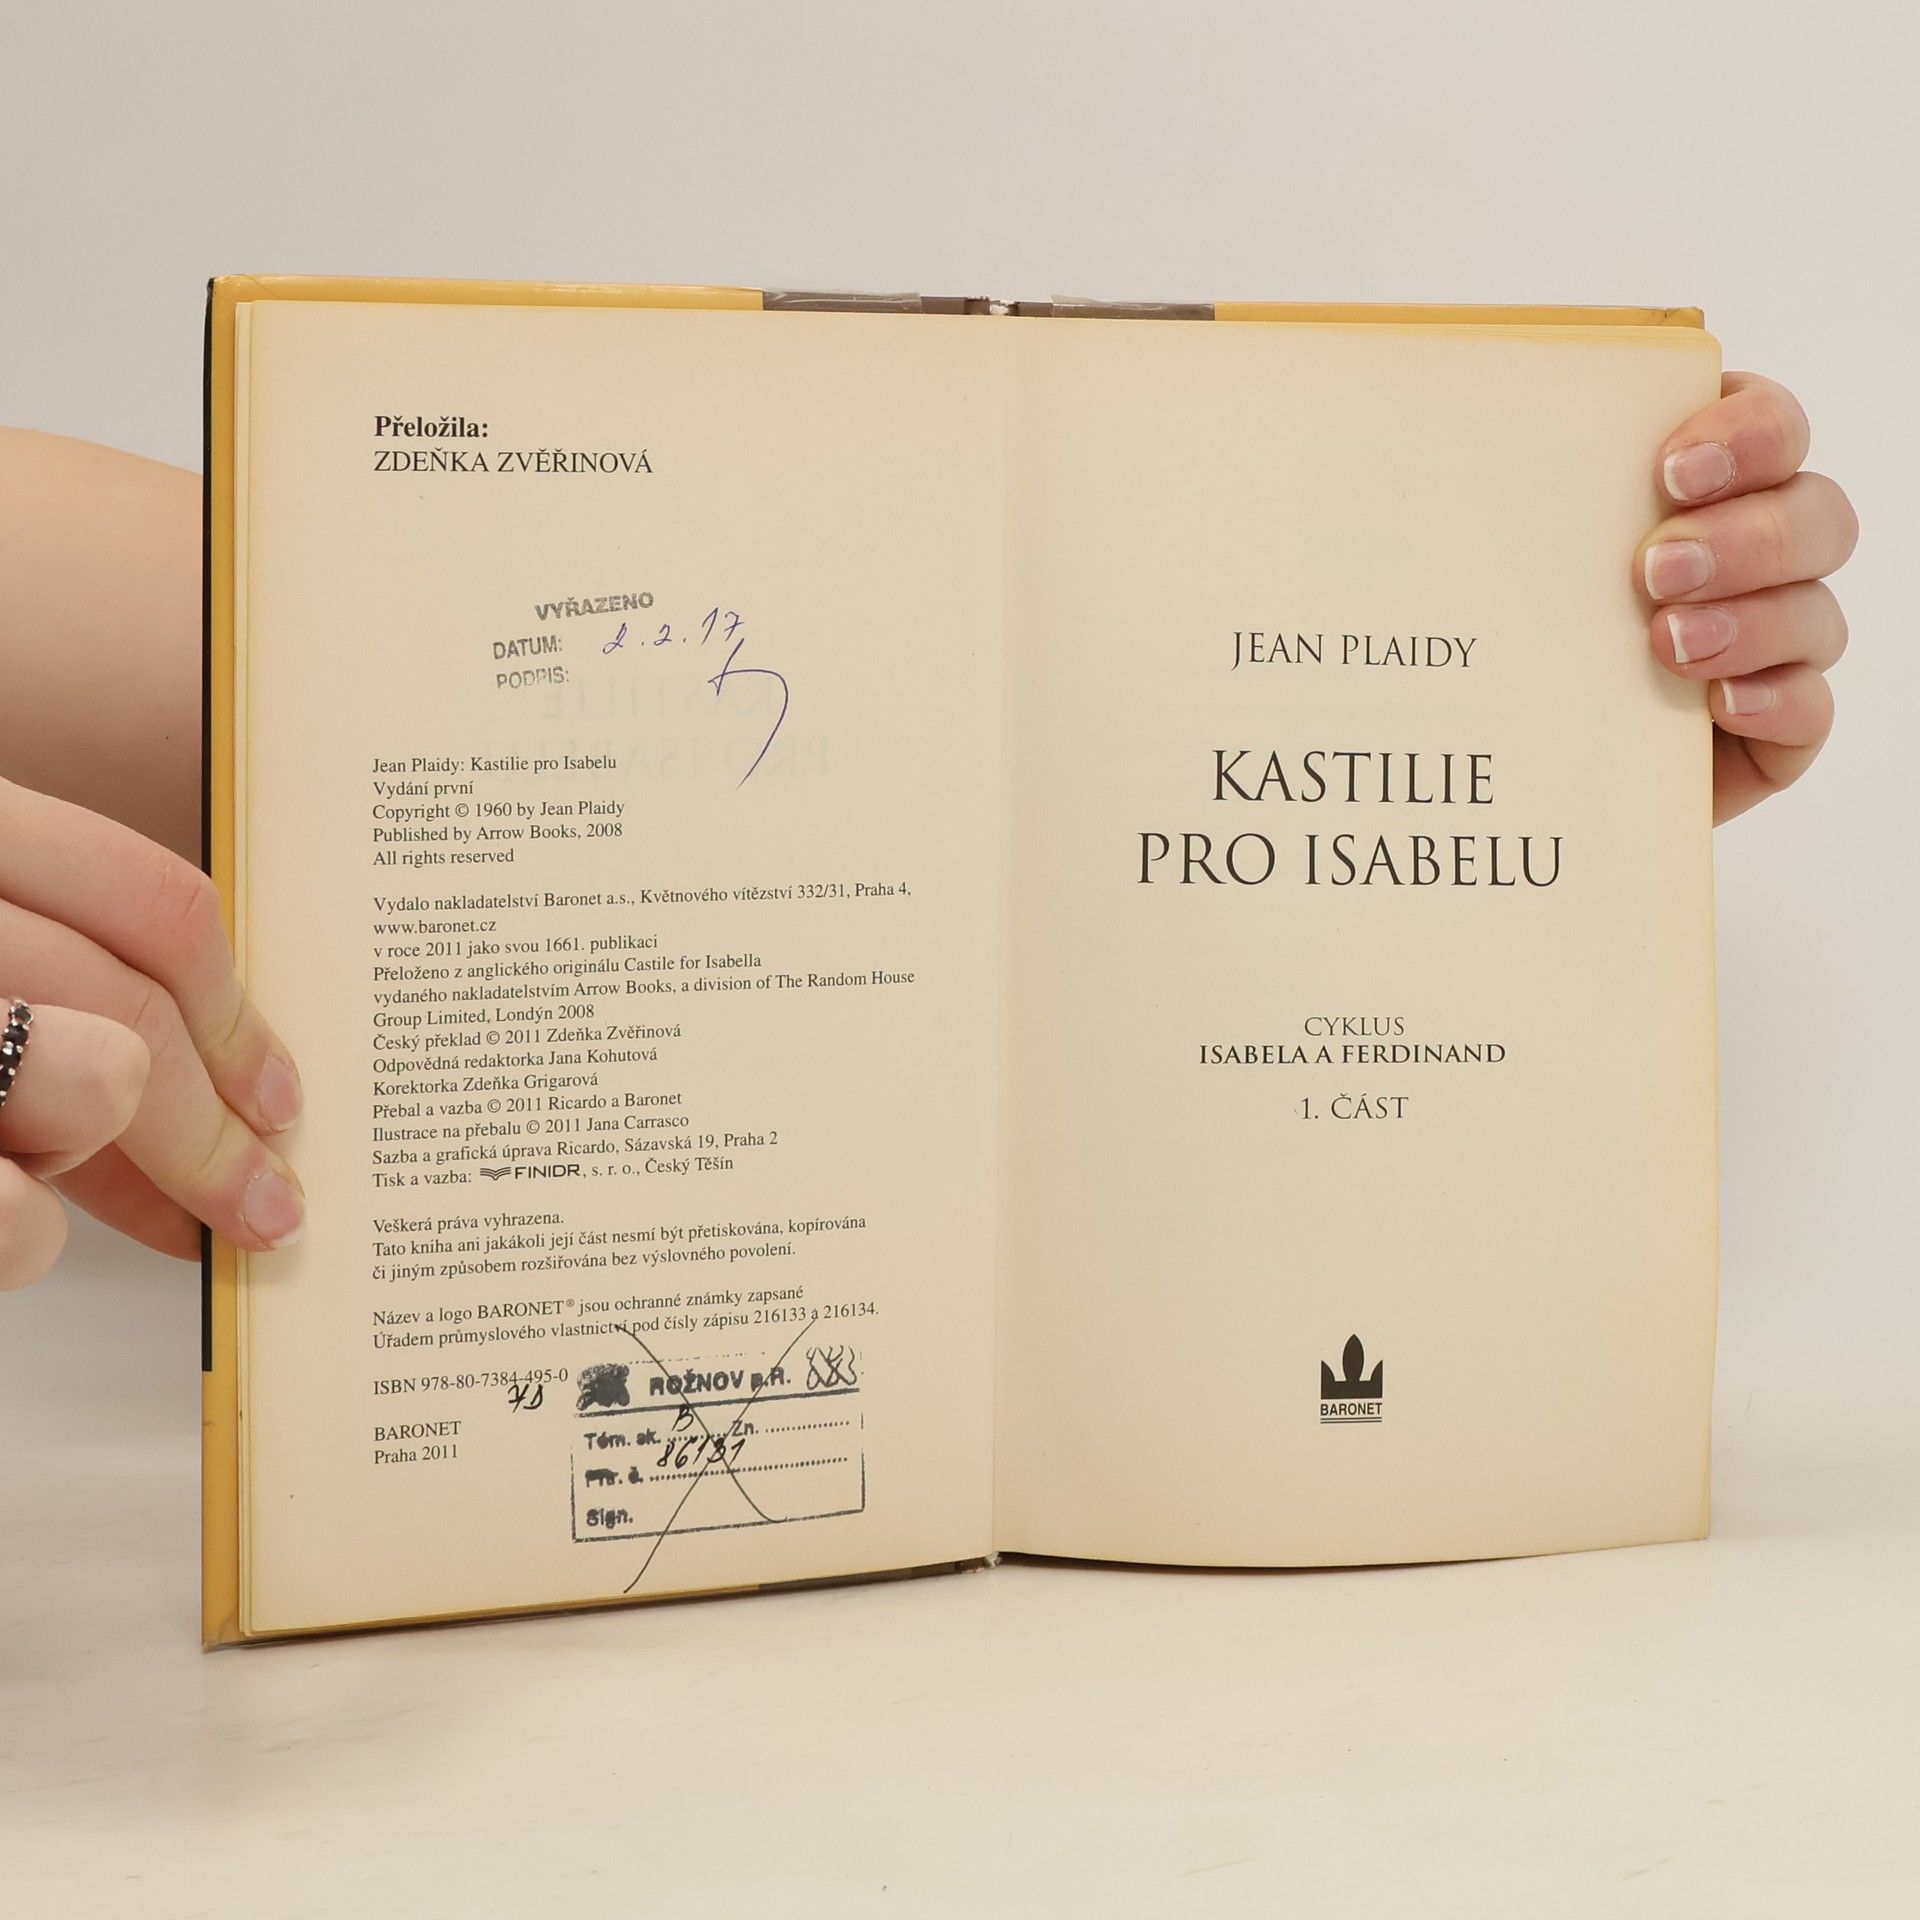 Přeložila:
ZDEŇKA ZVĚŘINOVÁ
VYŘAZENO
DATUM: 2.2.17
PODPIS:
Jean Plaidy: Kastilie pro Isabelu
Vydání první
Copyright © 1960 by Jean Plaidy
Published by Arrow Books, 2008
All rights reserved
Vydalo nakladatelství Baronet a.s., Květnového vítězství 332/31, Praha 4,
www.baronet.cz
v roce 2011 jako svou 1661. publikaci
Přeloženo z anglického originálu Castile for Isabella
vydaného nakladatelstvím Arrow Books, a division of The Random House
Group Limited, Londýn 2008
Český překlad © 2011 Zdeňka Zvěřinová
Odpovědná redaktorka Jana Kohutová
Korektorka Zdeňka Grigarová
Přebal a vazba © 2011 Ricardo a Baronet
Ilustrace na přebalu © 2011 Jana Carrasco
Sazba a grafická úprava Ricardo, Sázavská 19, Praha 2
Tisk a vazba: FINIDR, s. r. o., Český Těšín
Veškerá práva vyhrazena.
Tato kniha ani jakákoli její část nesmí být přetiskována, kopírována
či jiným způsobem rozšiřována bez výslovného povolení.
Název a logo BARONET® jsou ochranné známky zapsané
Úřadem průmyslového vlastnictví pod čísly zápisu 216133 a 216134.
ISBN 978-80-7384-495-0
BARONET
Praha 2011
ROŽNOV p.R.
Tém. sk. B Zn.
Přír. č. 86131
Sign.
JEAN PLAIDY
KASTILIE
PRO ISABELU
CYKLUS
ISABELA A FERDINAND
1. ČÁST
BARONET